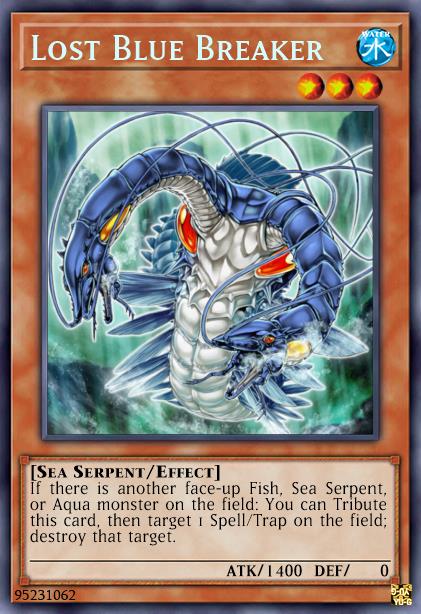 Lost Blue Breaker
WATER
水
[Sea Serpent/Effect]
If there is another face-up Fish, Sea Serpent,
or Aqua monster on the field: You can Tribute
this card, then target 1 Spell/Trap on the field;
destroy that target.
ATK/1400 DEF/ 0
95231062